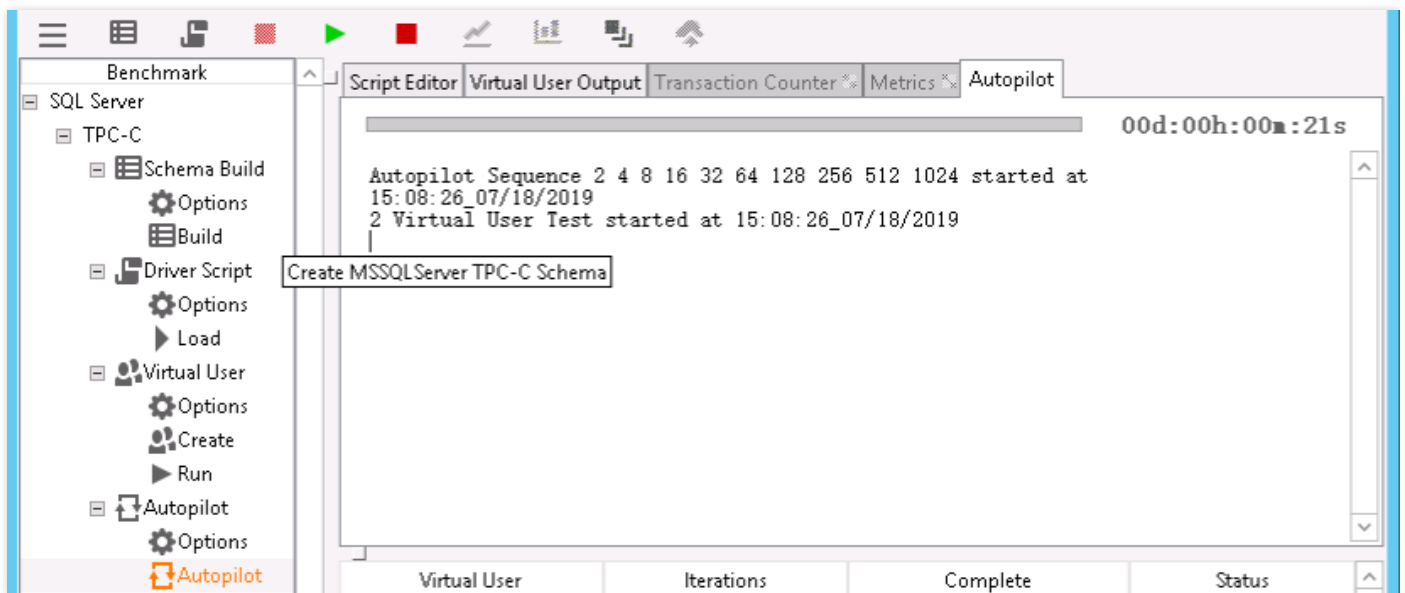 Benchmark
SQL Server
TPC-C
Schema Build
Options
Build
Driver Script
Options
Load
Virtual User
Options
Create
Run
Autopilot
Options
Autopilot
Script Editor Virtual User Output Transaction Counter Metrics Autopilot
00d:00h:00m:21s
Autopilot Sequence 2 4 8 16 32 64 128 256 512 1024 started at
15:08:26_07/18/2019
2 Virtual User Test started at 15:08:26_07/18/2019
Create MSSQLServer TPC-C Schema
Virtual User Iterations Complete Status